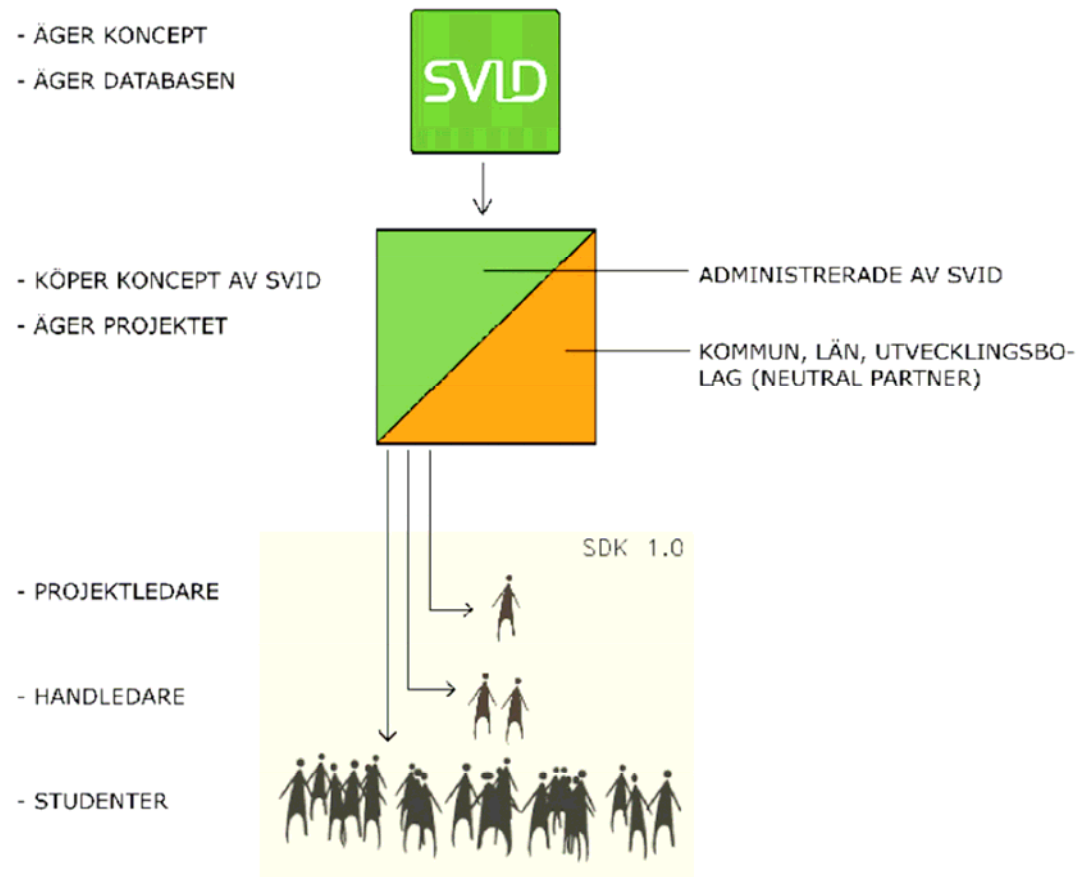 - ÄGER KONCEPT
- ÄGER DATABASEN
SVID
- KÖPER KONCEPT AV SVID
- ÄGER PROJEKTET
ADMINISTRERADE AV SVID
KOMMUN, LÄN, UTVECKLINGSBO-
LAG (NEUTRAL PARTNER)
SDK 1.0
- PROJEKTLEDARE
- HANDLEDARE
- STUDENTER